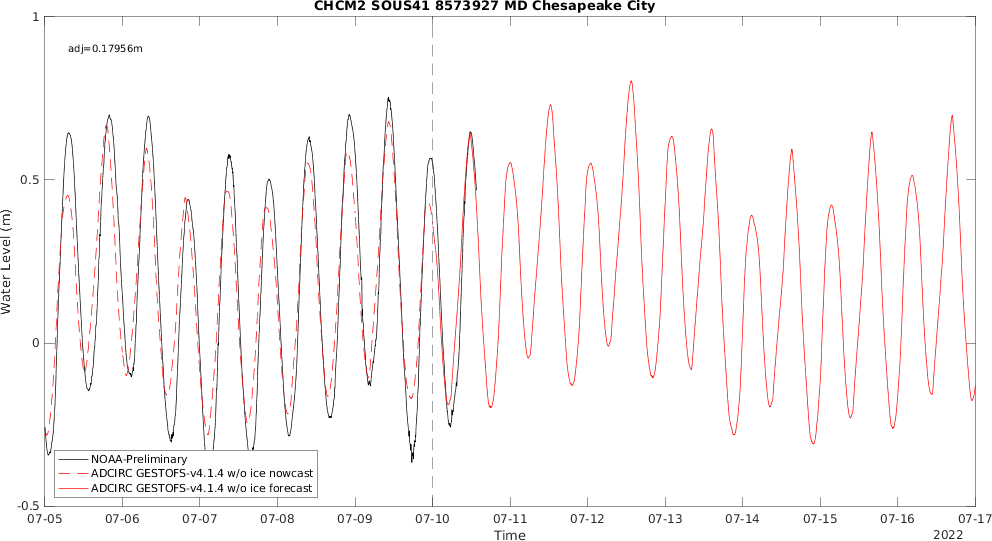 CHCM2 SOUS41 8573927 MD Chesapeake City
adj=0.17956m
1
0.5
0
-0.5
Water Level (m)
NOAA-Preliminary
ADCIRC GESTOFS-v4.1.4 w/o ice nowcast
ADCIRC GESTOFS-v4.1.4 w/o ice forecast
07-05 07-06 07-07 07-08 07-09 07-10 07-11 07-12 07-13 07-14 07-15 07-16 07-17
Time
2022